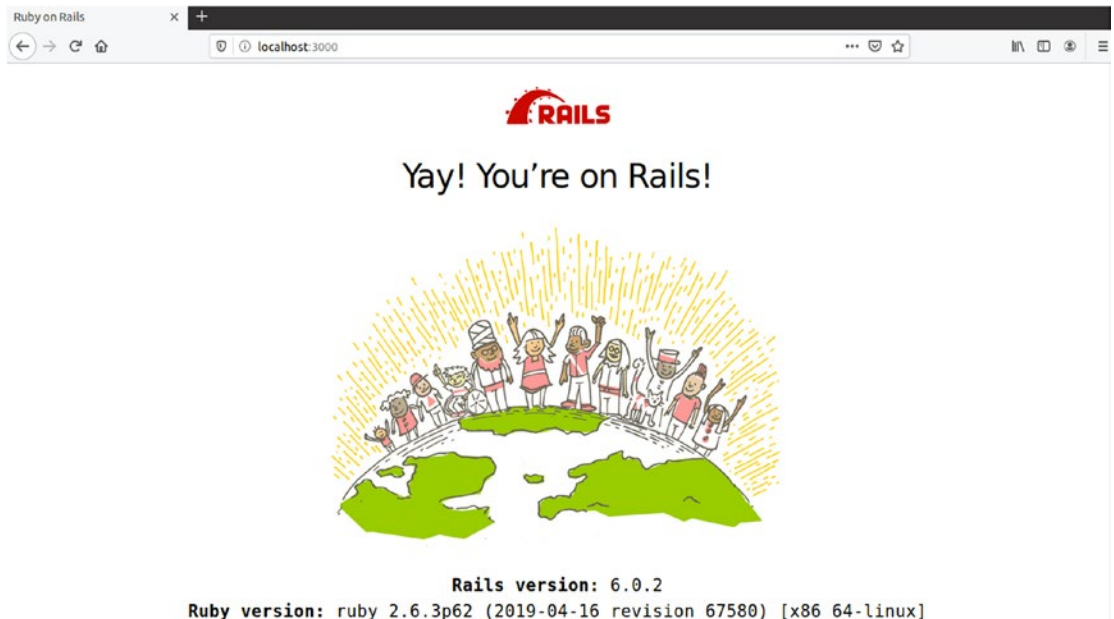 Ruby on Rails
localhost:3000
RAILS
Yay! You're on Rails!
Rails version: 6.0.2
Ruby version: ruby 2.6.3p62 (2019-04-16 revision 67580) [x86 64-linux]